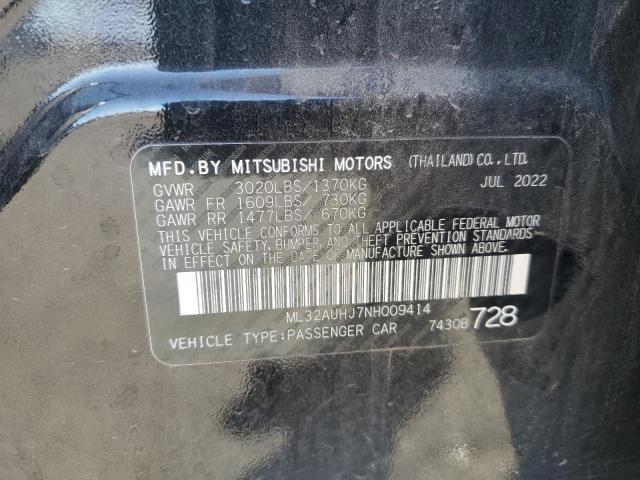 MFD.BY MITSUBISHI MOTORS (THAILAND)CO.,LTD.
GVWR 3020LBS/1370KG JUL 2022
GAWR FR 1609LBS/ 730KG
GAWR RR 1477LBS/ 670KG
THIS VEHICLE CONFORMS TO ALL APPLICABLE FEDERAL MOTOR
VEHICLE SAFETY, BUMPER, AND THEFT PREVENTION STANDARDS
IN EFFECT ON THE DATE OF MANUFACTURE SHOWN ABOVE.
ML32AUHJ7NH009414
VEHICLE TYPE:PASSENGER CAR 7430B 728